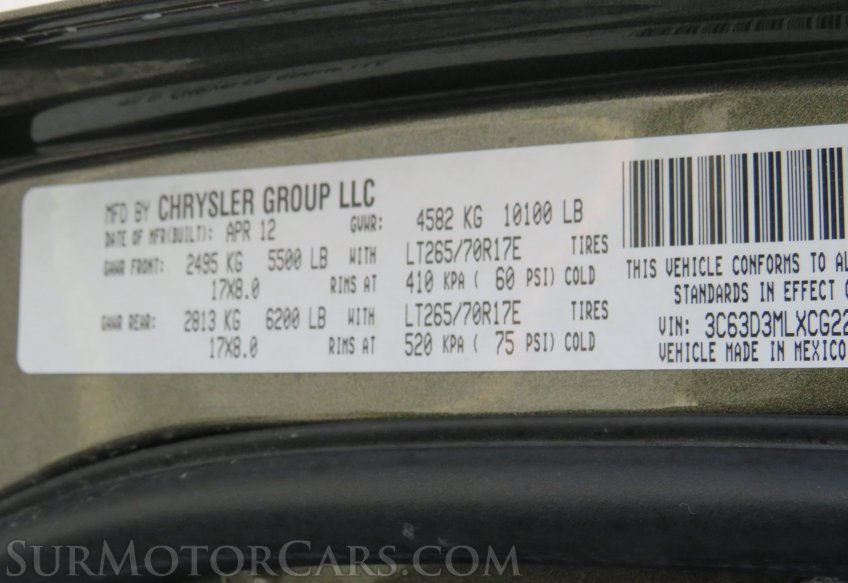 MFD BY CHRYSLER GROUP LLC
DATE OF MFR(BUILT): APR 12 GVWR: 4582 KG 10100 LB
GAWR FRONT: 2495 KG 5500 LB WITH LT265/70R17E TIRES
17X8.0 RIMS AT 410 KPA ( 60 PSI) COLD
GAWR REAR: 2813 KG 6200 LB WITH LT265/70R17E TIRES
17X8.0 RIMS AT 520 KPA ( 75 PSI) COLD
THIS VEHICLE CONFORMS TO AL
STANDARDS IN EFFECT
VIN: 3C63D3MLXCG22
VEHICLE MADE IN MEXICO
SURMOTORCARS.COM